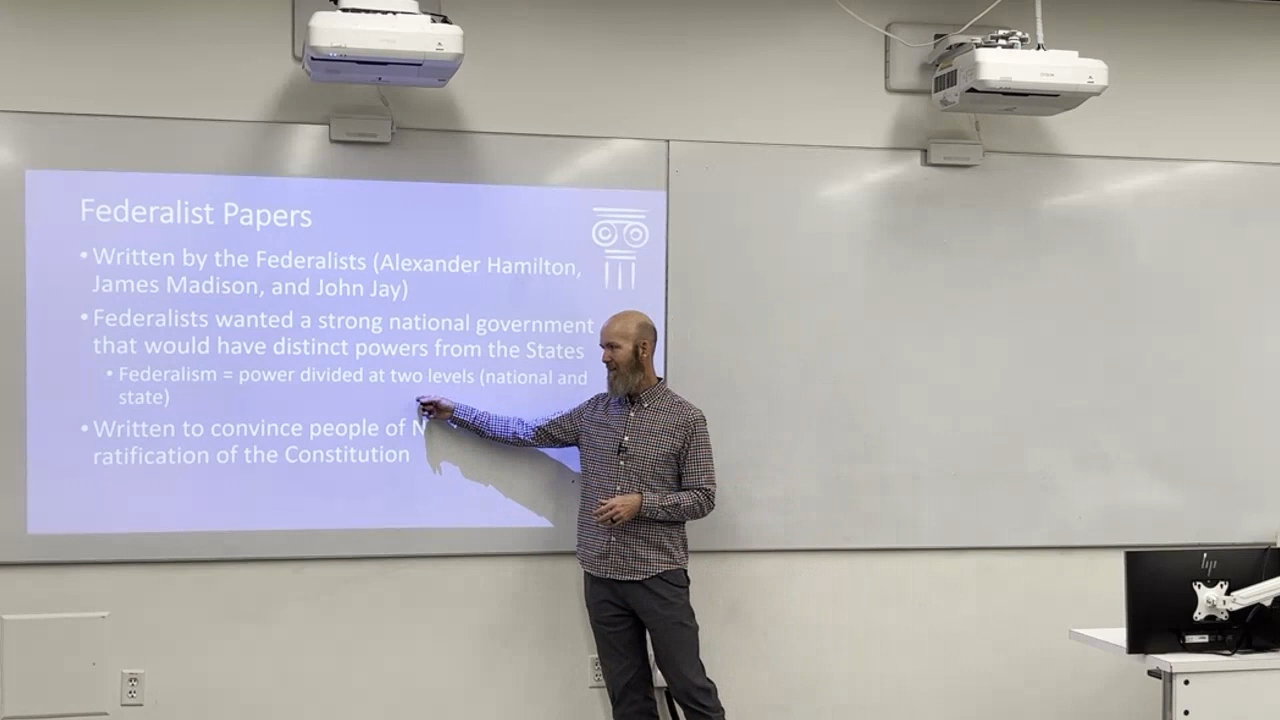 Federalist Papers
• Written by the Federalists (Alexander Hamilton,
James Madison, and John Jay)
• Federalists wanted a strong national government
that would have distinct powers from the States
• Federalism = power divided at two levels (national and
state)
• Written to convince people of N
ratification of the Constitution
hp